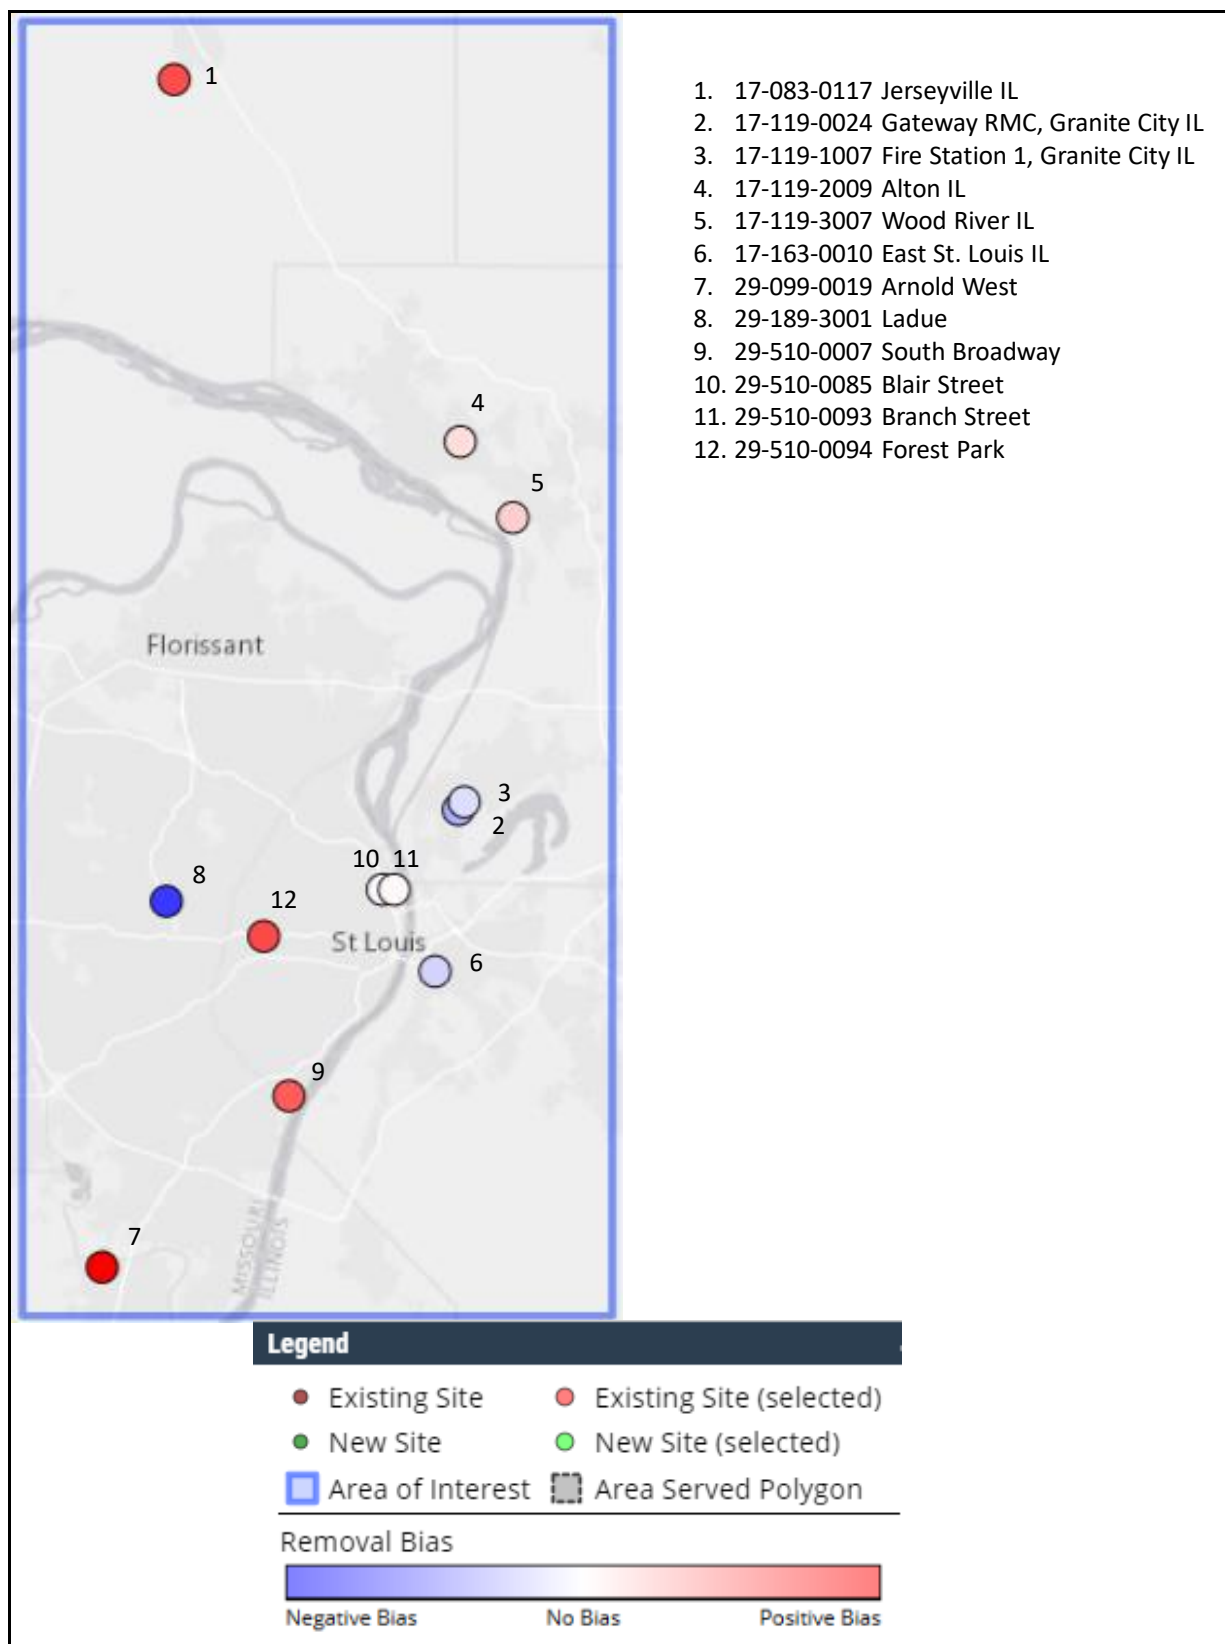 1
1. 17-083-0117 Jerseyville IL
2. 17-119-0024 Gateway RMC, Granite City IL
3. 17-119-1007 Fire Station 1, Granite City IL
4. 17-119-2009 Alton IL
5. 17-119-3007 Wood River IL
6. 17-163-0010 East St. Louis IL
7. 29-099-0019 Arnold West
8. 29-189-3001 Ladue
9. 29-510-0007 South Broadway
10. 29-510-0085 Blair Street
11. 29-510-0093 Branch Street
12. 29-510-0094 Forest Park
4
5
Florissant
3
2
10 11
8
12
St Louis
6
9
7
MISSOURI
ILLINOIS
Legend
Existing Site Existing Site (selected)
New Site New Site (selected)
Area of Interest Area Served Polygon
Removal Bias
Negative Bias No Bias Positive Bias